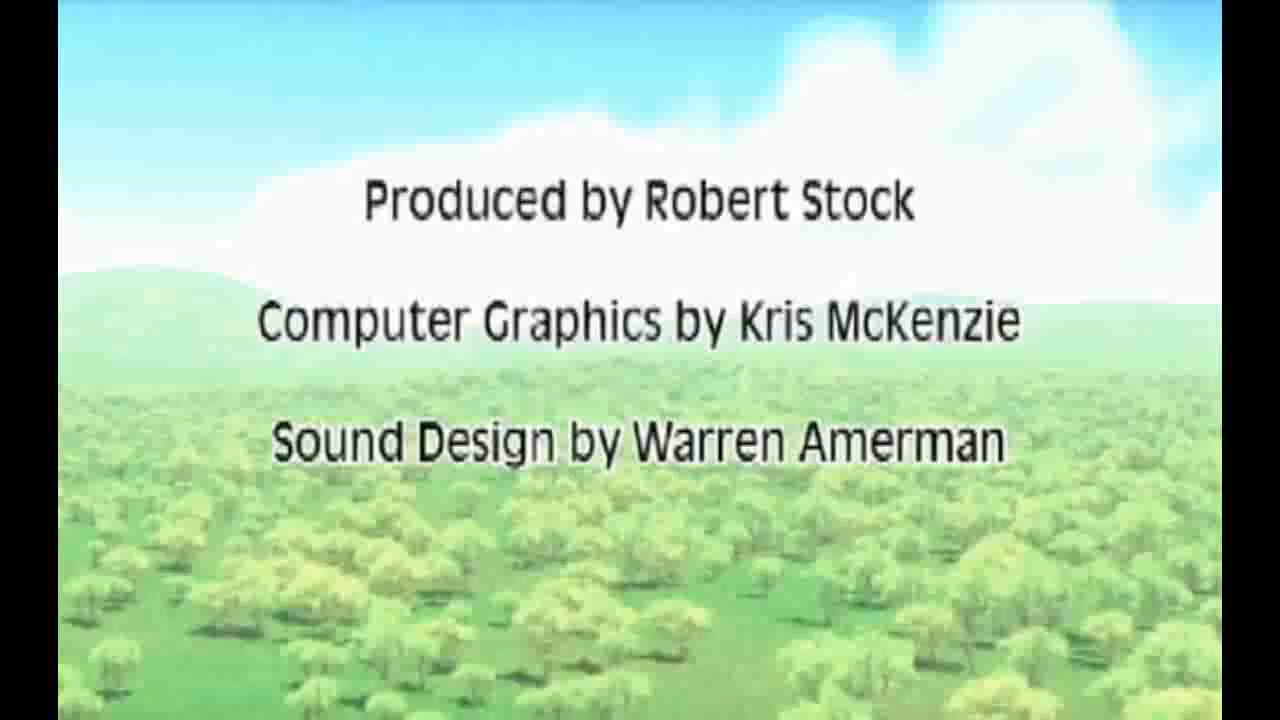 Produced by Robert Stock
Computer Graphics by Kris McKenzie
Sound Design by Warren Amerman